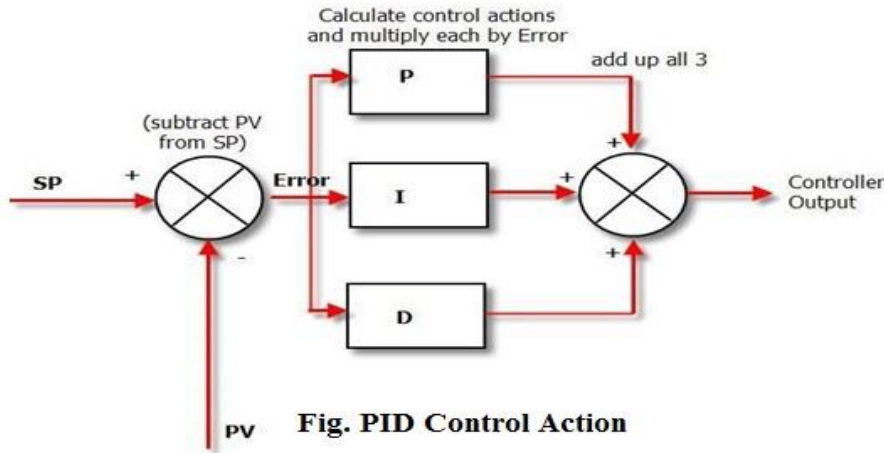 Calculate control actions
and multiply each by Error
P
add up all 3
(subtract PV
from SP)
+
+
SP
+
Error
I
+
Controller
Output
-
+
D
PV
Fig. PID Control Action